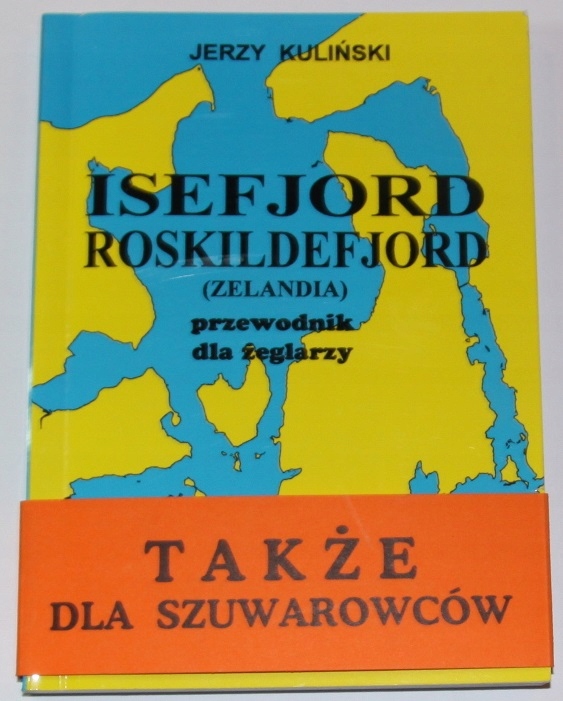 JERZY KULIŃSKI
ISEFJORD
ROSKILDEFJORD
(ZELANDIA)
przewodnik
dla żeglarzy
TAKŻE
DLA SZUWAROWCÓW